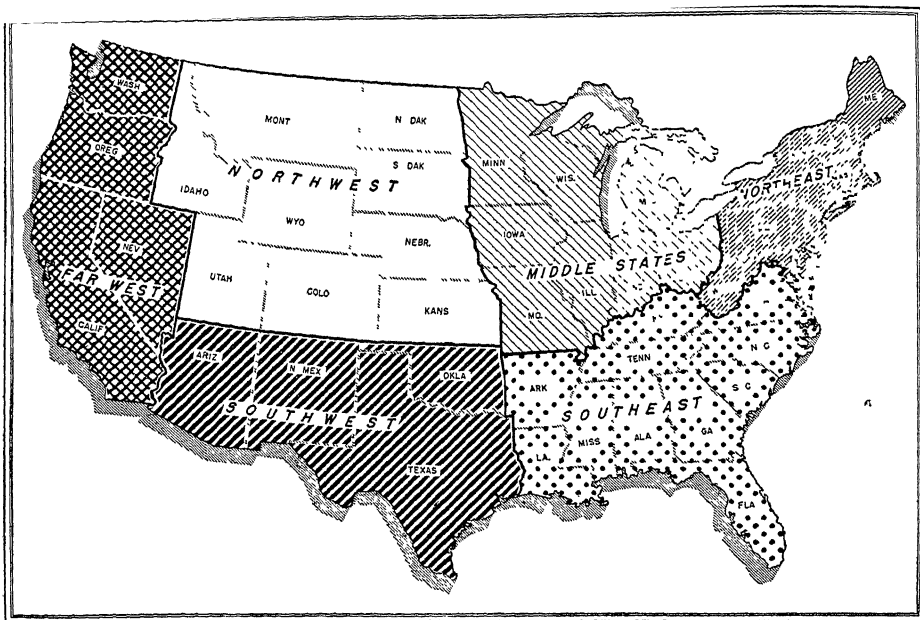 WASH
MONT
N DAK
ME
OREG
S DAK
MINN
WIS.
NORTHWEST
NORTHEAST
IDAHO
M
WYO
IOWA
NEV.
NEBR.
FAR WEST
MIDDLE STATES
UTAH
COLO
ILL
KANS
MO.
CALIF
N C
TENN
ARIZ
N MEX
OKLA
ARK
S C
SOUTHWEST
SOUTHEAST
GA
MISS
ALA
LA.
TEXAS
FLA